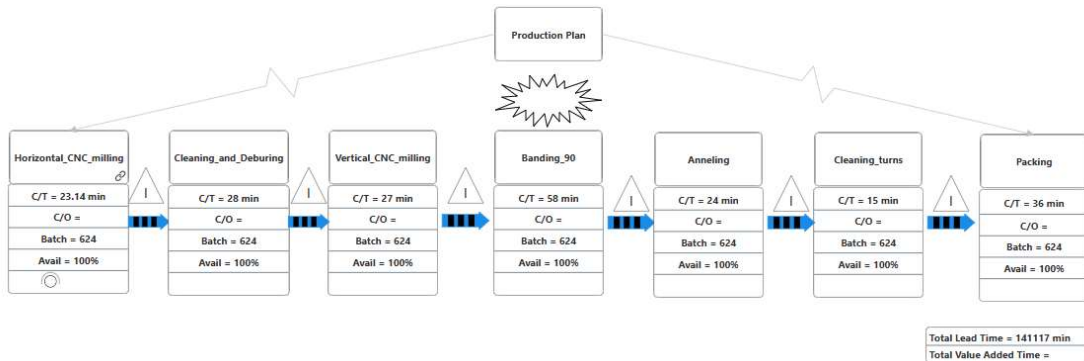 Production Plan
Horizontal_CNC_milling
C/T = 23.14 min
C/O =
Batch = 624
Avail = 100%
I
Cleaning_and_Deburing
C/T = 28 min
C/O =
Batch = 624
Avail = 100%
I
Vertical_CNC_milling
C/T = 27 min
C/O =
Batch = 624
Avail = 100%
I
Banding_90
C/T = 58 min
C/O =
Batch = 624
Avail = 100%
I
Anneling
C/T = 24 min
C/O =
Batch = 624
Avail = 100%
I
Cleaning_turns
C/T = 15 min
C/O =
Batch = 624
Avail = 100%
I
Packing
C/T = 36 min
C/O =
Batch = 624
Avail = 100%
Total Lead Time = 141117 min
Total Value Added Time =